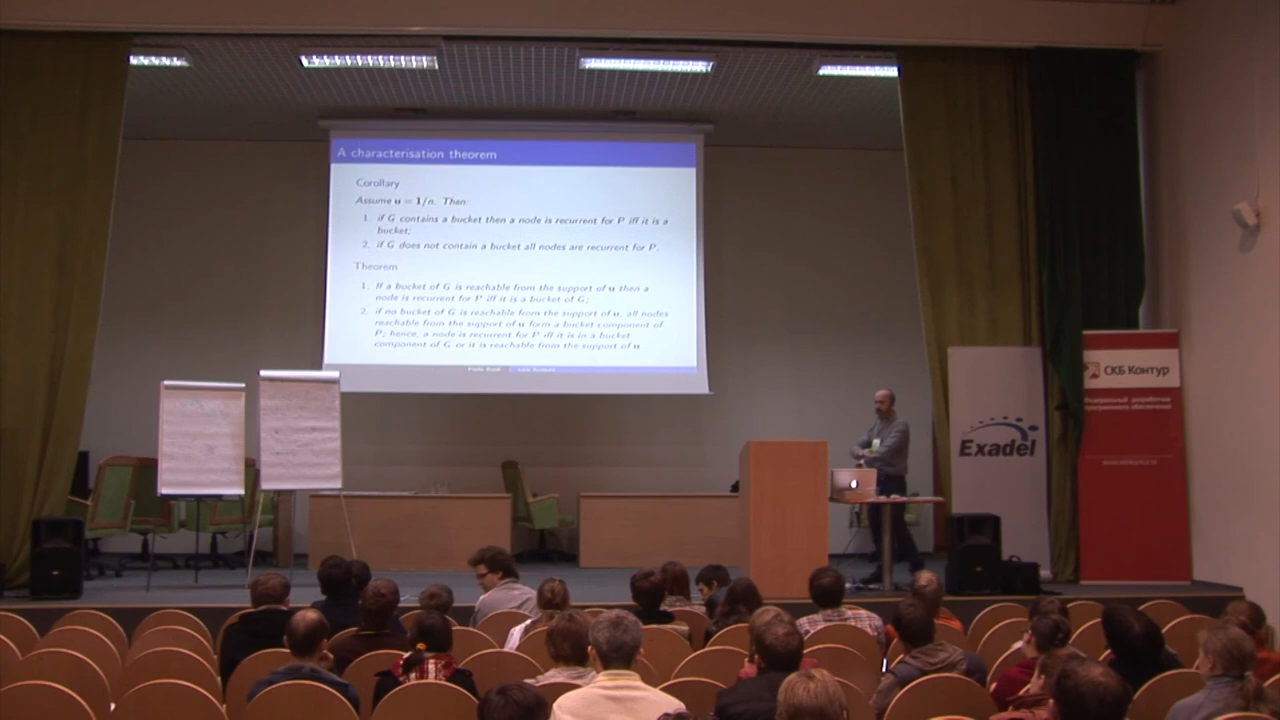 A characterisation theorem
Corollary
Assume u = 1/n. Then:
1. if G contains a bucket then a node is recurrent for P iff it is a
bucket;
2. if G does not contain a bucket all nodes are recurrent for P.
Theorem
1. If a bucket of G is reachable from the support of u then a
node is recurrent for P iff it is a bucket of G;
2. if no bucket of G is reachable from the support of u, all nodes
reachable from the support of u form a bucket component of
P; hence, a node is recurrent for P iff it is in a bucket
component of G or it is reachable from the support of u
Exadel
СКБ Контур